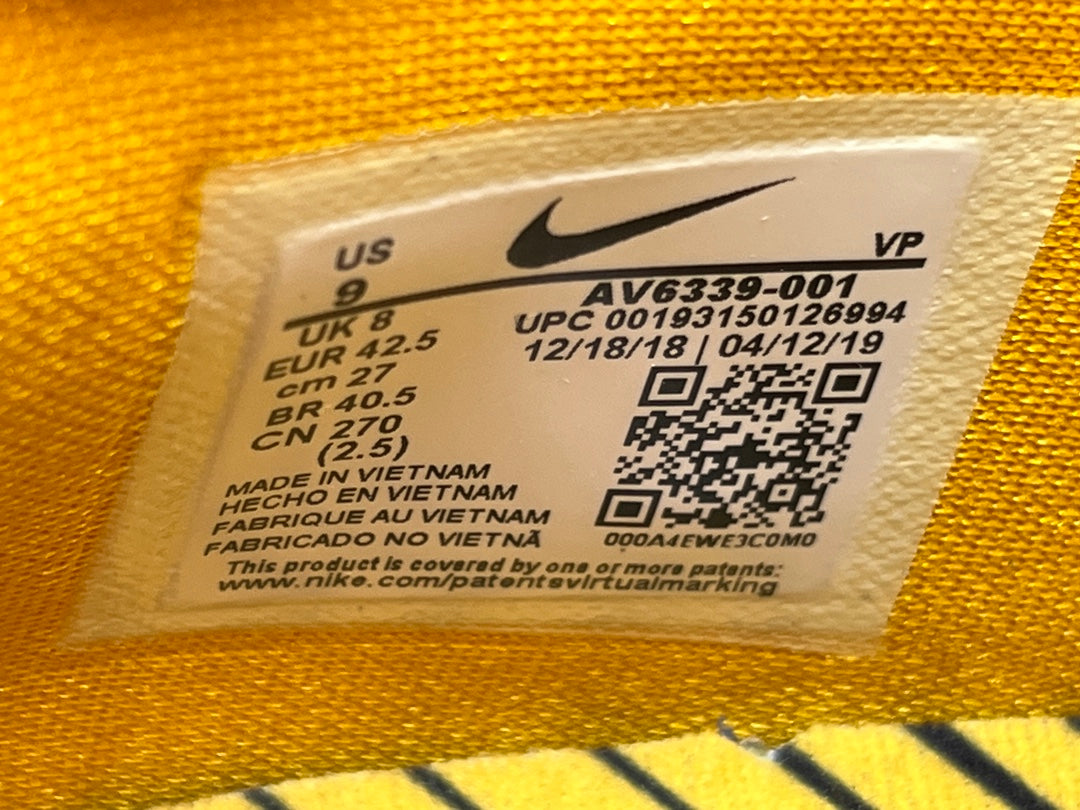 US
9
UK 8
EUR 42.5
cm 27
BR 40.5
CN 270
(2.5)
VP
AV6339-001
UPC 00193150126994
12/18/18 | 04/12/19
000A4EWE3C0M0
MADE IN VIETNAM
HECHO EN VIETNAM
FABRIQUE AU VIETNAM
FABRICADO NO VIETNÃ
This product is covered by one or more patents:
www.nike.com/patentsvirtualmarking